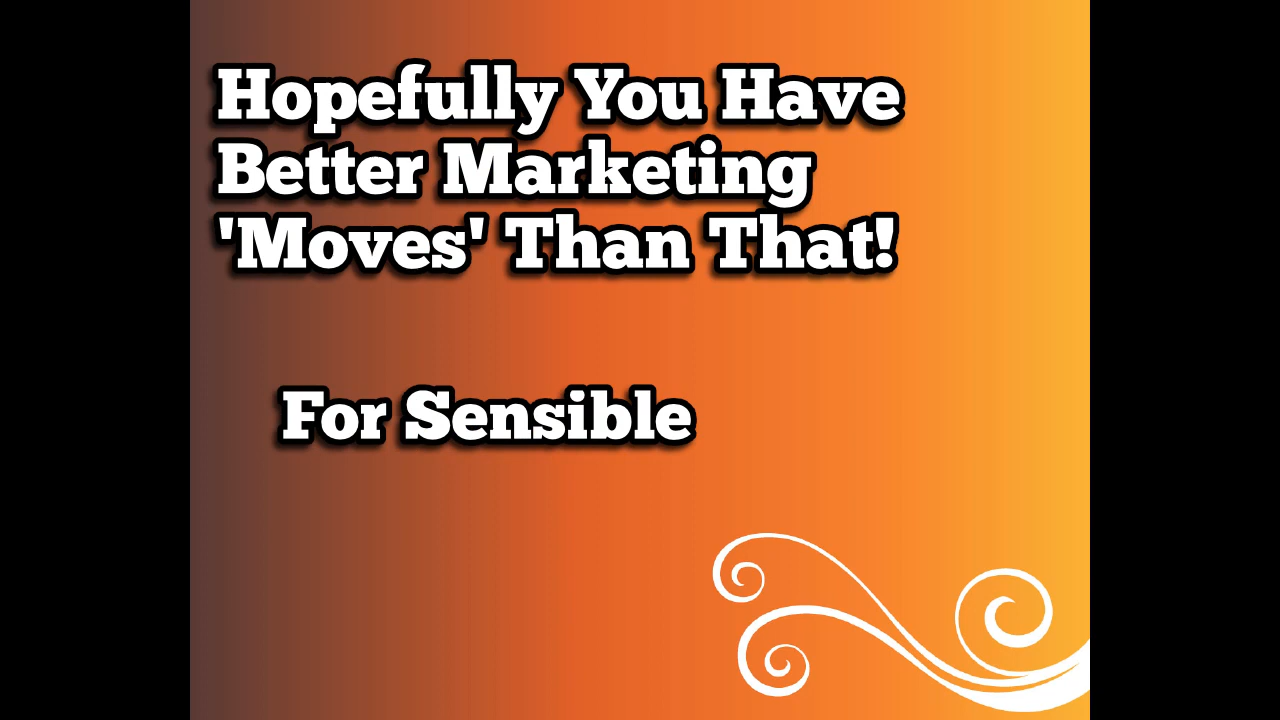 Hopefully You Have
Better Marketing
'Moves' Than That!
For Sensible